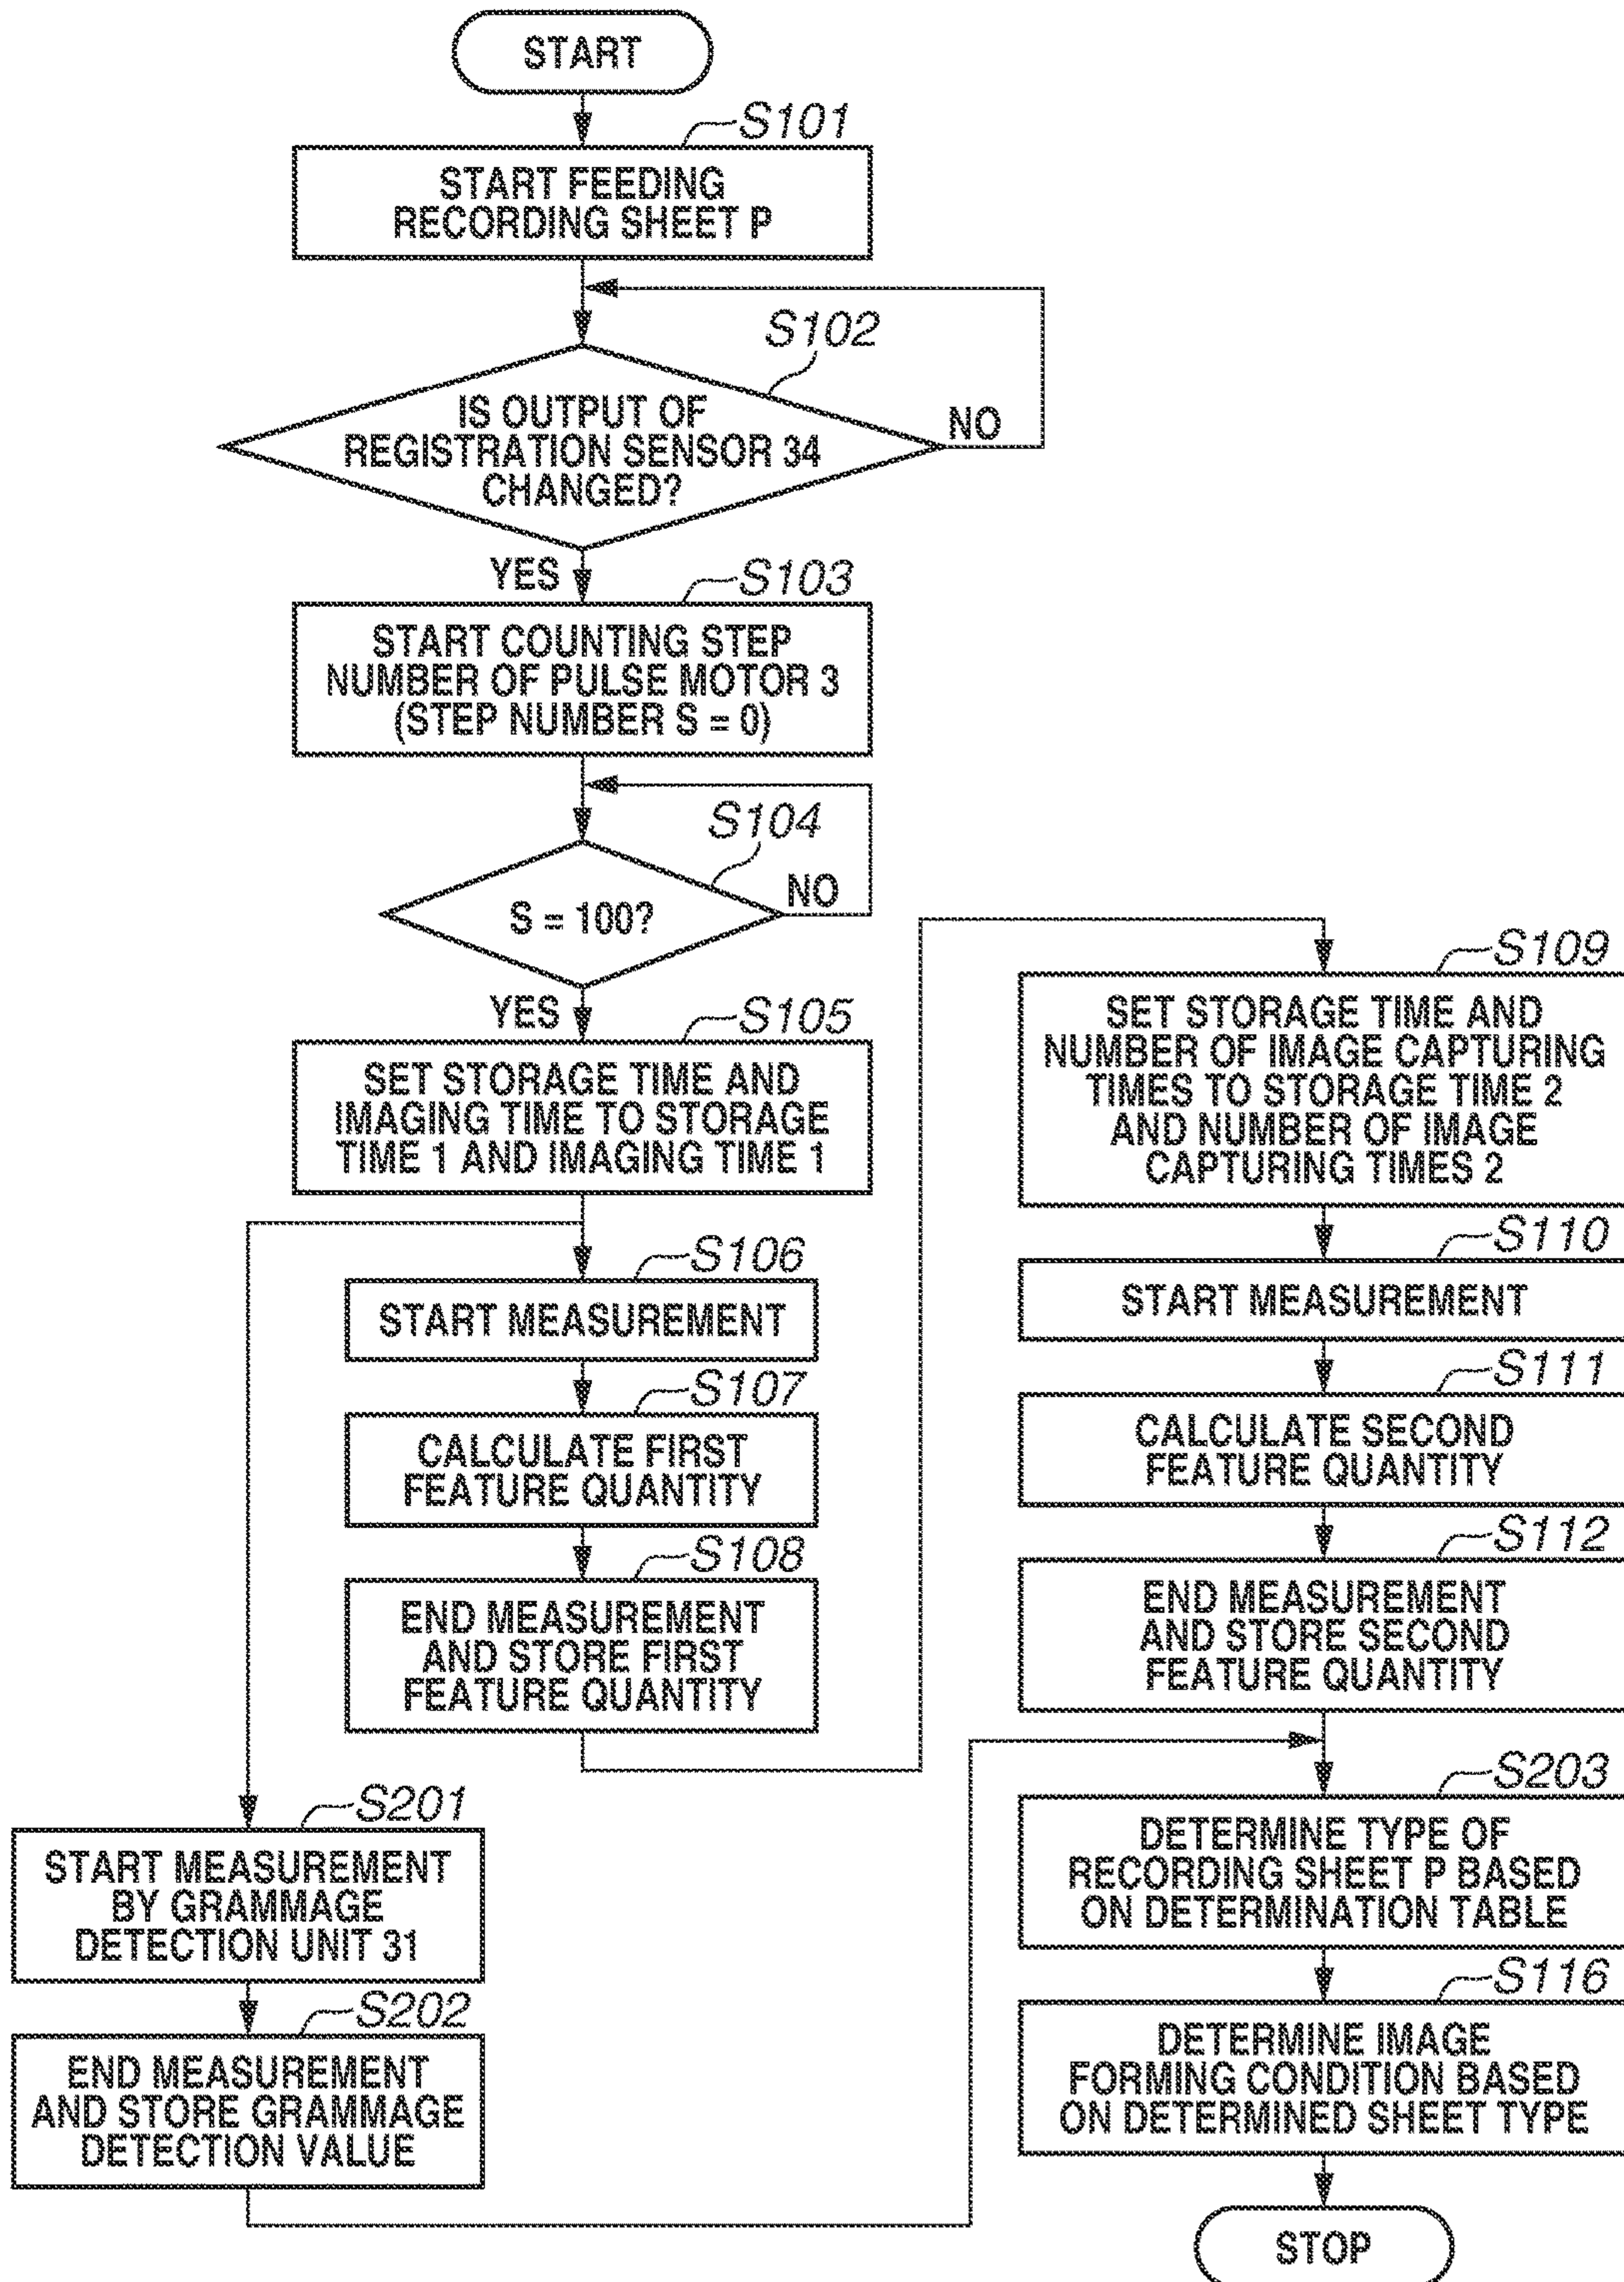 START
S101
START FEEDING
RECORDING SHEET P
S102
IS OUTPUT OF
REGISTRATION SENSOR 34
CHANGED?
NO
YES
S103
START COUNTING STEP
NUMBER OF PULSE MOTOR 3
(STEP NUMBER S = 0)
S104
S = 100?
NO
YES
S105
SET STORAGE TIME AND
IMAGING TIME TO STORAGE
TIME 1 AND IMAGING TIME 1
S106
START MEASUREMENT
S107
CALCULATE FIRST
FEATURE QUANTITY
S108
END MEASUREMENT
AND STORE FIRST
FEATURE QUANTITY
S201
START MEASUREMENT
BY GRAMMAGE
DETECTION UNIT 31
S202
END MEASUREMENT
AND STORE GRAMMAGE
DETECTION VALUE
S109
SET STORAGE TIME AND
NUMBER OF IMAGE CAPTURING
TIMES TO STORAGE TIME 2
AND NUMBER OF IMAGE
CAPTURING TIMES 2
S110
START MEASUREMENT
S111
CALCULATE SECOND
FEATURE QUANTITY
S112
END MEASUREMENT
AND STORE SECOND
FEATURE QUANTITY
S203
DETERMINE TYPE OF
RECORDING SHEET P BASED
ON DETERMINATION TABLE
S116
DETERMINE IMAGE
FORMING CONDITION BASED
ON DETERMINED SHEET TYPE
STOP